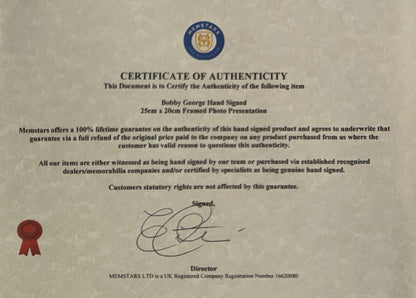 MEMSTARS
CERTIFICATE OF AUTHENTICITY
This Document is to Certify the Authenticity of the following item
Bobby George Hand Signed
25cm x 20cm Framed Photo Presentation
Memstars offers a 100% lifetime guarantee on the authenticity of this hand signed product and agrees to underwrite that
guarantee via a full refund of the original price paid to the company on any product purchased from us where the
customer has valid reason to questions this authenticity.
All our items are either witnessed as being hand signed by our team or purchased via established recognised
dealers/memorabilia companies and/or certified by specialists as being genuine hand signed.
Customers statutory rights are not affected by this guarantee.
Signed,
Director
MEMSTARS LTD is a UK Registered Company Registration Number 16620080